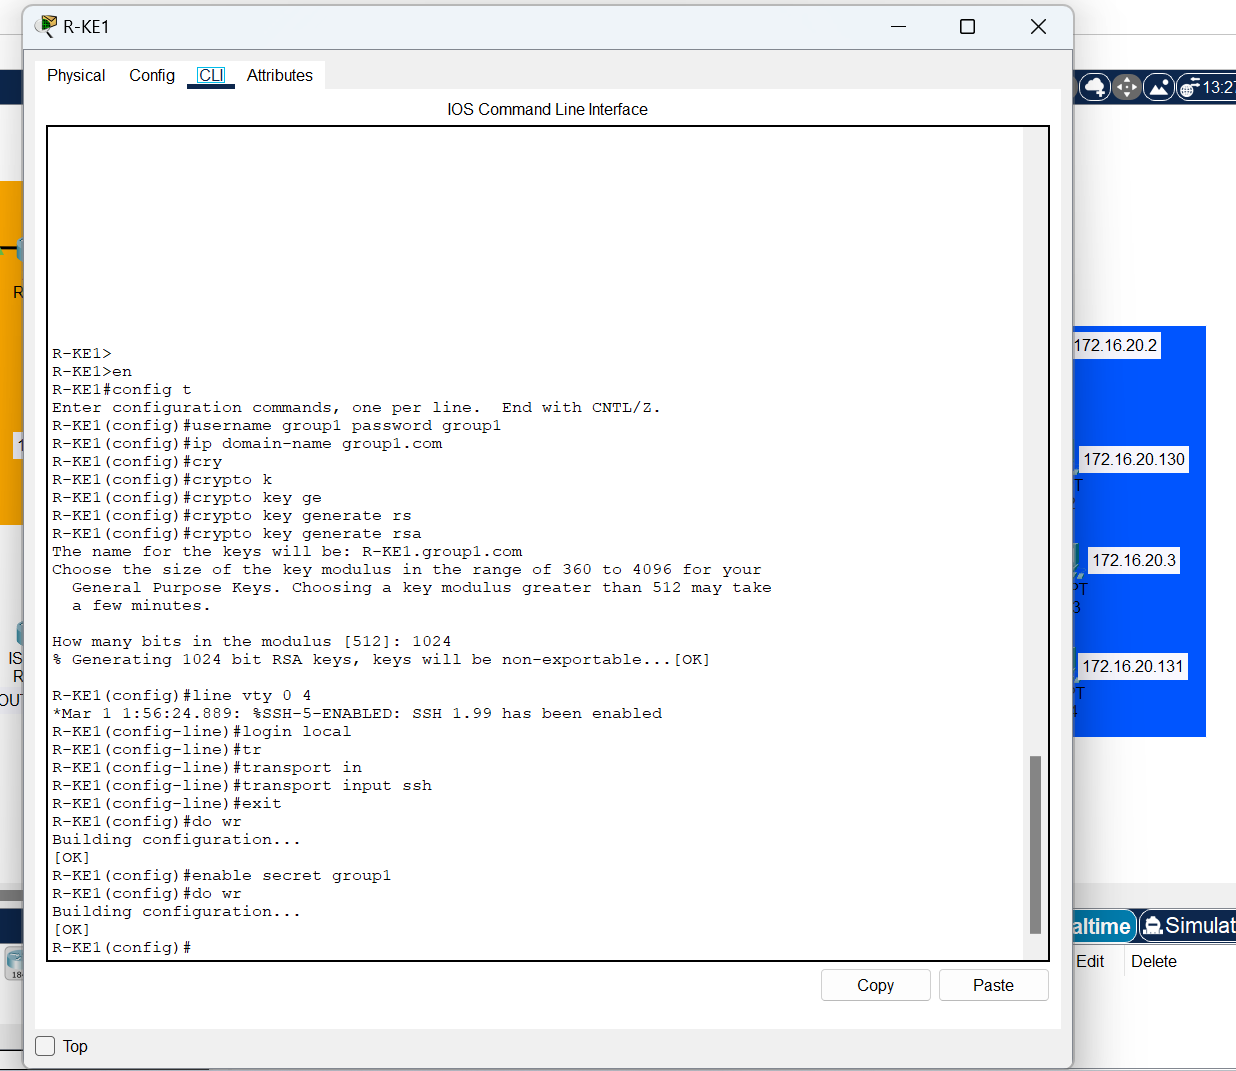 R-KE1
Physical Config CLI Attributes
IOS Command Line Interface
R-KE1>
R-KE1>en
R-KE1#config t
Enter configuration commands, one per line.  End with CNTL/Z.
R-KE1(config)#username group1 password group1
R-KE1(config)#ip domain-name group1.com
R-KE1(config)#cry
R-KE1(config)#crypto k
R-KE1(config)#crypto key ge
R-KE1(config)#crypto key generate rs
R-KE1(config)#crypto key generate rsa
The name for the keys will be: R-KE1.group1.com
Choose the size of the key modulus in the range of 360 to 4096 for your
  General Purpose Keys. Choosing a key modulus greater than 512 may take
  a few minutes.
How many bits in the modulus [512]: 1024
% Generating 1024 bit RSA keys, keys will be non-exportable...[OK]
R-KE1(config)#line vty 0 4
*Mar 1 1:56:24.889: %SSH-5-ENABLED: SSH 1.99 has been enabled
R-KE1(config-line)#login local
R-KE1(config-line)#tr
R-KE1(config-line)#transport in
R-KE1(config-line)#transport input ssh
R-KE1(config-line)#exit
R-KE1(config)#do wr
Building configuration...
[OK]
R-KE1(config)#enable secret group1
R-KE1(config)#do wr
Building configuration...
[OK]
R-KE1(config)#
Copy Paste
Top
13:27
172.16.20.2
172.16.20.130
T
172.16.20.3
PT
3
172.16.20.131
T
altime Simulat
Edit Delete
R
1
IS
R
OUT
18